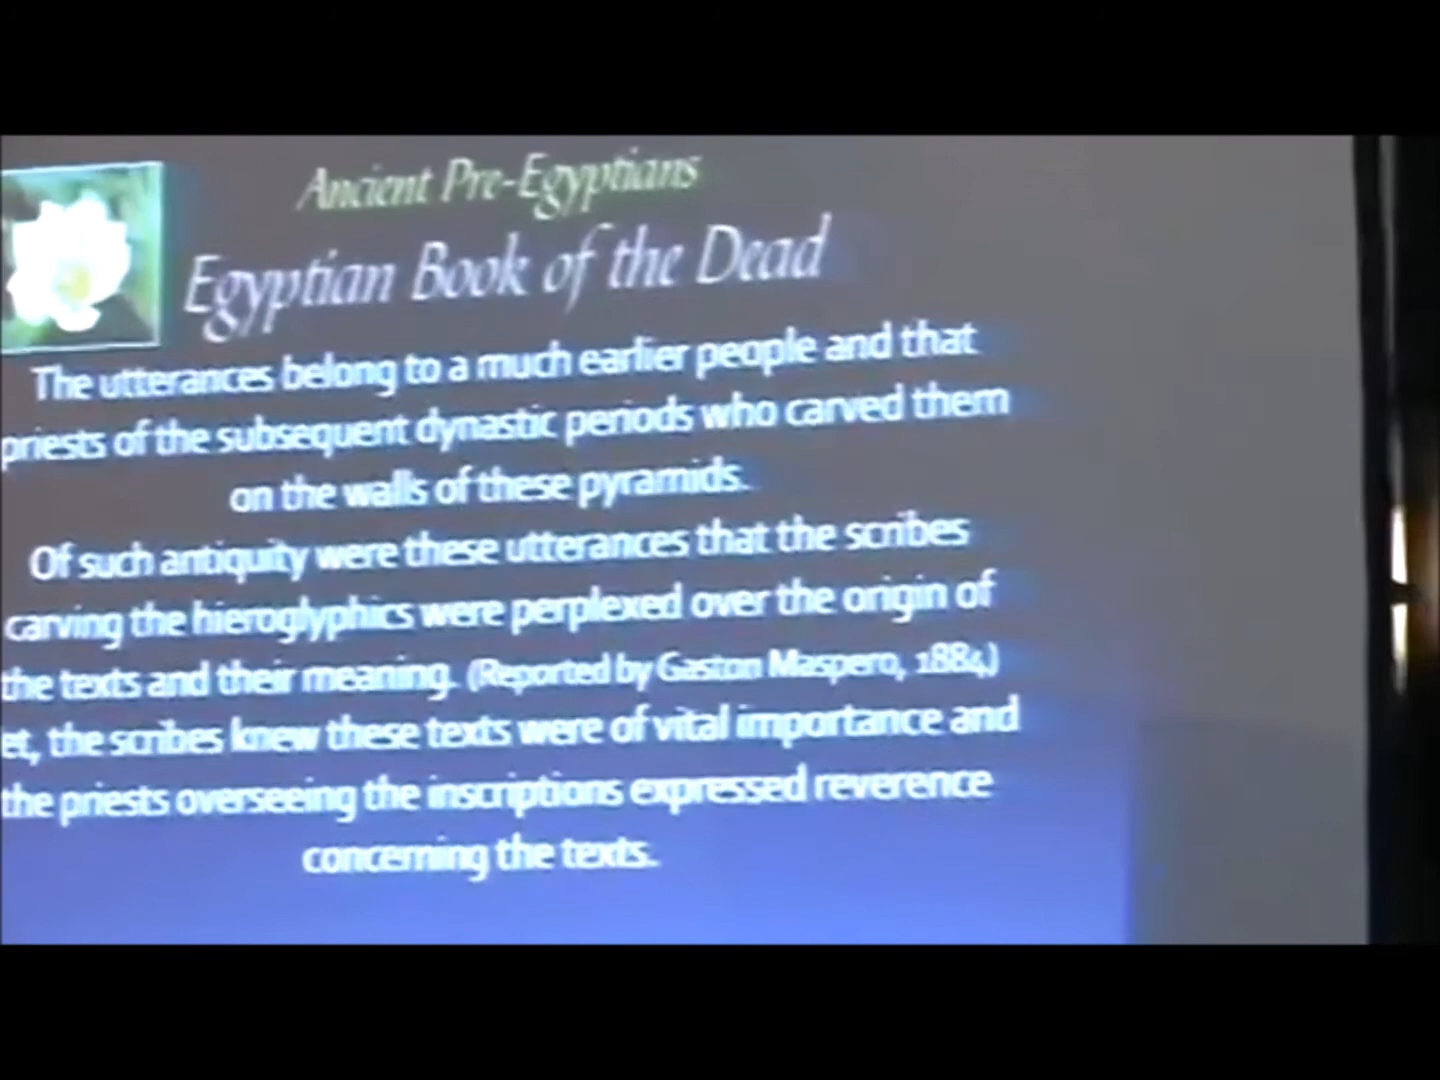 Ancient Pre-Egyptians
Egyptian Book of the Dead
The utterances belong to a much earlier people and that
priests of the subsequent dynastic periods who carved them
on the walls of these pyramids.
Of such antiquity were these utterances that the scribes
carving the hieroglyphics were perplexed over the origin of
the texts and their meaning. (Reported by Gaston Maspero, 1884)
et, the scribes knew these texts were of vital importance and
the priests overseeing the inscriptions expressed reverence
concerning the texts.